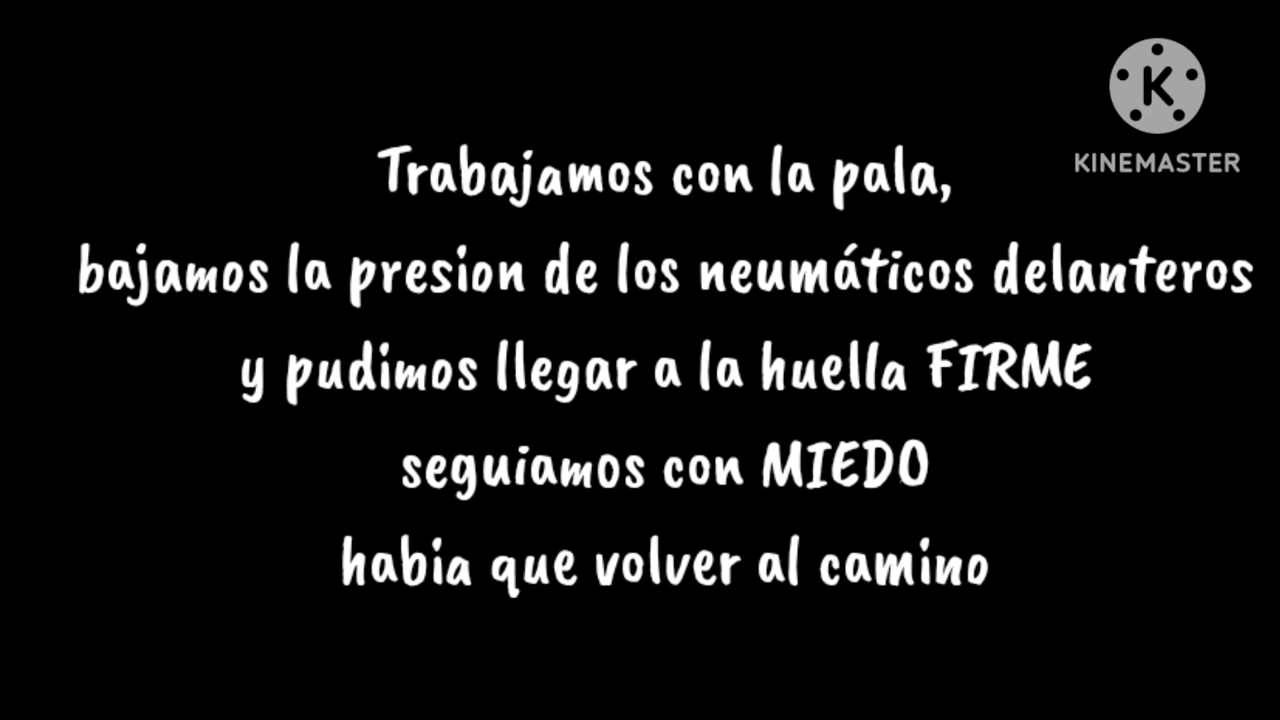 K
KINEMASTER
Trabajamos con la pala,
bajamos la presion de los neumáticos delanteros
y pudimos llegar a la huella FIRME
seguiamos con MIEDO
habia que volver al camino